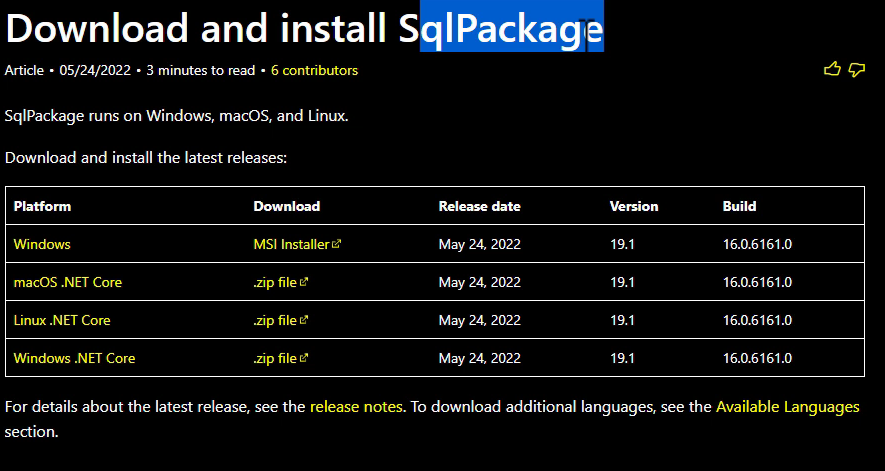 Download and install SqlPackage
Article • 05/24/2022 • 3 minutes to read • 6 contributors
SqlPackage runs on Windows, macOS, and Linux.
Download and install the latest releases:
Platform Download Release date Version Build
Windows MSI Installer May 24, 2022 19.1 16.0.6161.0
macOS .NET Core .zip file May 24, 2022 19.1 16.0.6161.0
Linux .NET Core .zip file May 24, 2022 19.1 16.0.6161.0
Windows .NET Core .zip file May 24, 2022 19.1 16.0.6161.0
For details about the latest release, see the release notes. To download additional languages, see the Available Languages
section.